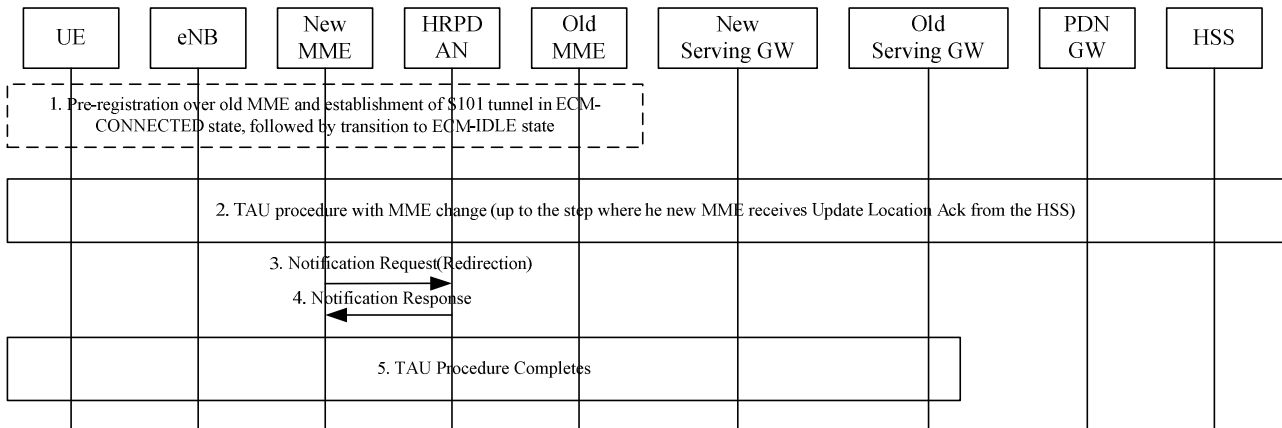 UE
eNB
New
MME
HRPD
AN
Old
MME
New
Serving GW
Old
Serving GW
PDN
GW
HSS
1. Pre-registration over old MME and establishment of S101 tunnel in ECM-
CONNECTED state, followed by transition to ECM-IDLE state
2. TAU procedure with MME change (up to the step where he new MME receives Update Location Ack from the HSS)
3. Notification Request(Redirection)
4. Notification Response
5. TAU Procedure Completes